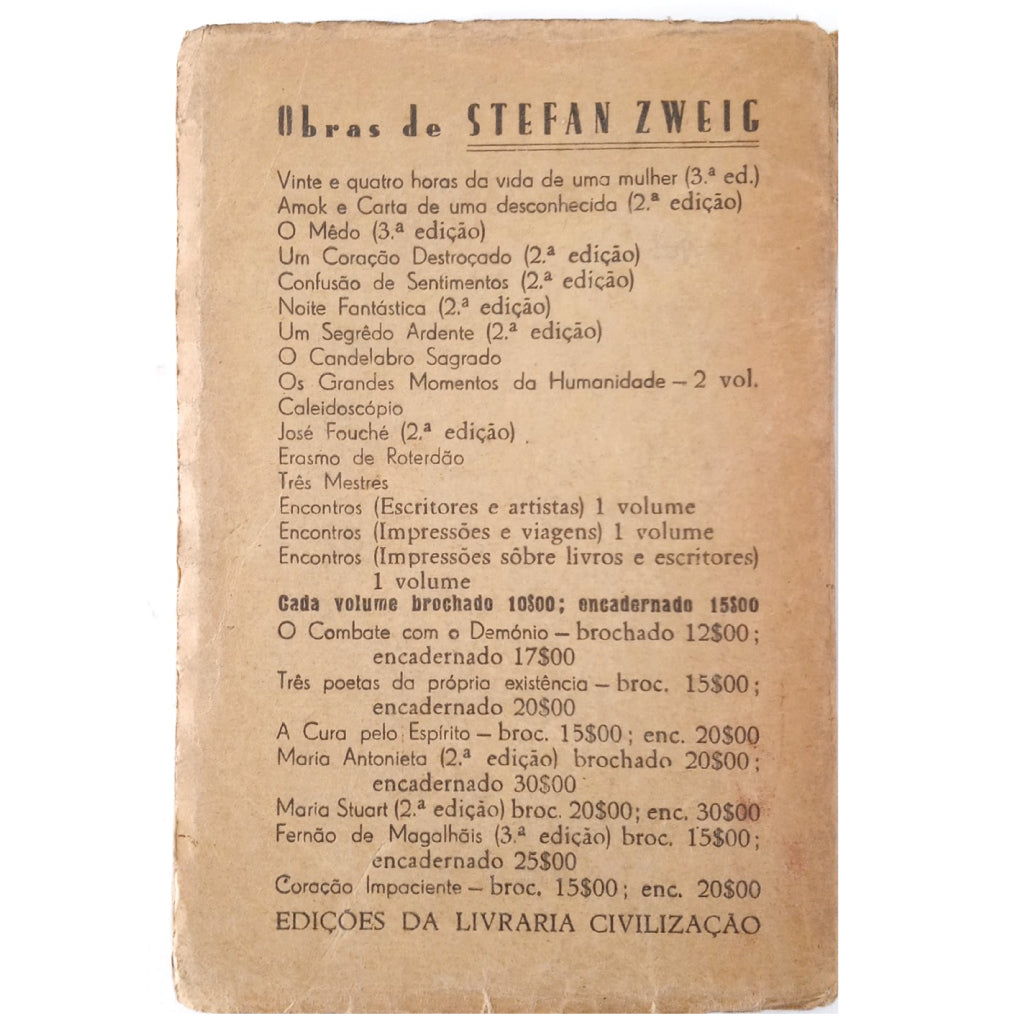 Obras de STEFAN ZWEIG
Vinte e quatro horas da vida de uma mulher (3.ª ed.)
Amok e Carta de uma desconhecida (2.ª edição)
O Mêdo (3.ª edição)
Um Coração Destroçado (2.ª edição)
Confusão de Sentimentos (2.ª edição)
Noite Fantástica (2.ª edição)
Um Segrêdo Ardente (2.ª edição)
O Candelabro Sagrado
Os Grandes Momentos da Humanidade — 2 vol.
Caleidoscópio
José Fouché (2.ª edição)
Erasmo de Roterdão
Três Mestres
Encontros (Escritores e artistas) 1 volume
Encontros (Impressões e viagens) 1 volume
Encontros (Impressões sôbre livros e escritores)
1 volume
Cada volume brochado 10$00; encadernado 15$00
O Combate com o Demónio — brochado 12$00;
encadernado 17$00
Três poetas da própria existência — broc. 15$00;
encadernado 20$00
A Cura pelo Espírito — broc. 15$00; enc. 20$00
Maria Antonieta (2.ª edição) brochado 20$00;
encadernado 30$00
Maria Stuart (2.ª edição) broc. 20$00; enc. 30$00
Fernão de Magalhãis (3.ª edição) broc. 15$00;
encadernado 25$00
Coração Impaciente — broc. 15$00; enc. 20$00
EDIÇÕES DA LIVRARIA CIVILIZAÇÃO